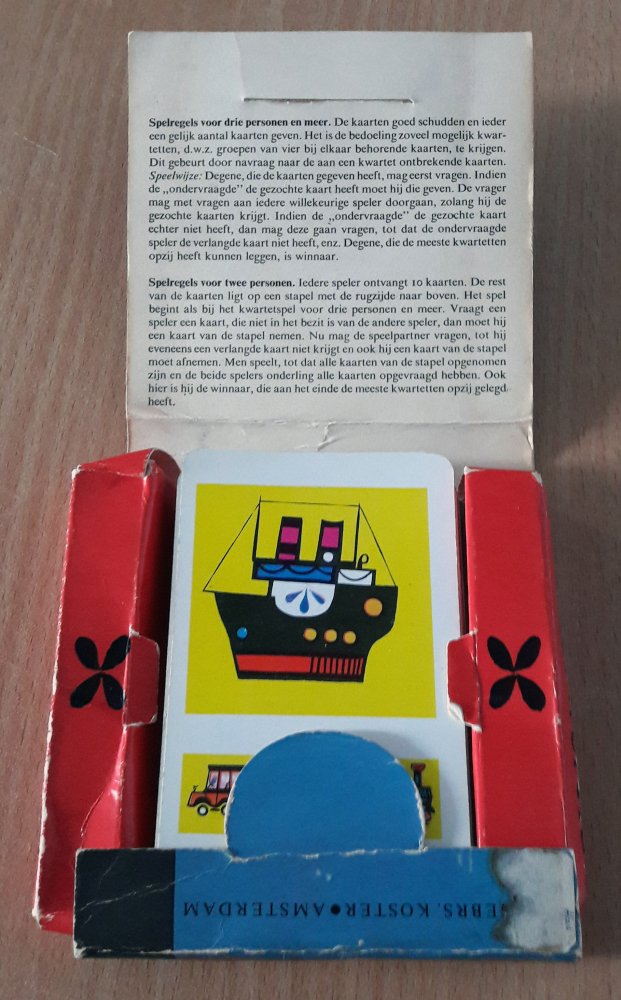 Spelregels voor drie personen en meer. De kaarten goed schudden en ieder
een gelijk aantal kaarten geven. Het is de bedoeling zoveel mogelijk kwar-
tetten, d.w.z. groepen van vier bij elkaar behorende kaarten, te krijgen.
Dit gebeurt door navraag naar de aan een kwartet ontbrekende kaarten.
Speelwijze: Degene, die de kaarten gegeven heeft, mag eerst vragen. Indien
de „ondervraagde" de gezochte kaart heeft moet hij die geven. De vrager
mag met vragen aan iedere willekeurige speler doorgaan, zolang hij de
gezochte kaarten krijgt. Indien de „ondervraagde" de gezochte kaart
echter niet heeft, dan mag deze gaan vragen, tot dat de ondervraagde
speler de verlangde kaart niet heeft, enz. Degene, die de meeste kwartetten
opzij heeft kunnen leggen, is winnaar.
Spelregels voor twee personen. Iedere speler ontvangt 10 kaarten. De rest
van de kaarten ligt op een stapel met de rugzijde naar boven. Het spel
begint als bij het kwartetspel voor drie personen en meer. Vraagt een
speler een kaart, die niet in het bezit is van de andere speler, dan moet hij
een kaart van de stapel nemen. Nu mag de speelpartner vragen, tot hij
eveneens een verlangde kaart niet krijgt en ook hij een kaart van de stapel
moet afnemen. Men speelt, tot dat alle kaarten van de stapel opgenomen
zijn en de beide spelers onderling alle kaarten opgevraagd hebben. Ook
hier is hij de winnaar, die aan het einde de meeste kwartetten opzij gelegd
heeft.
GEBRS. KOSTER • AMSTERDAM